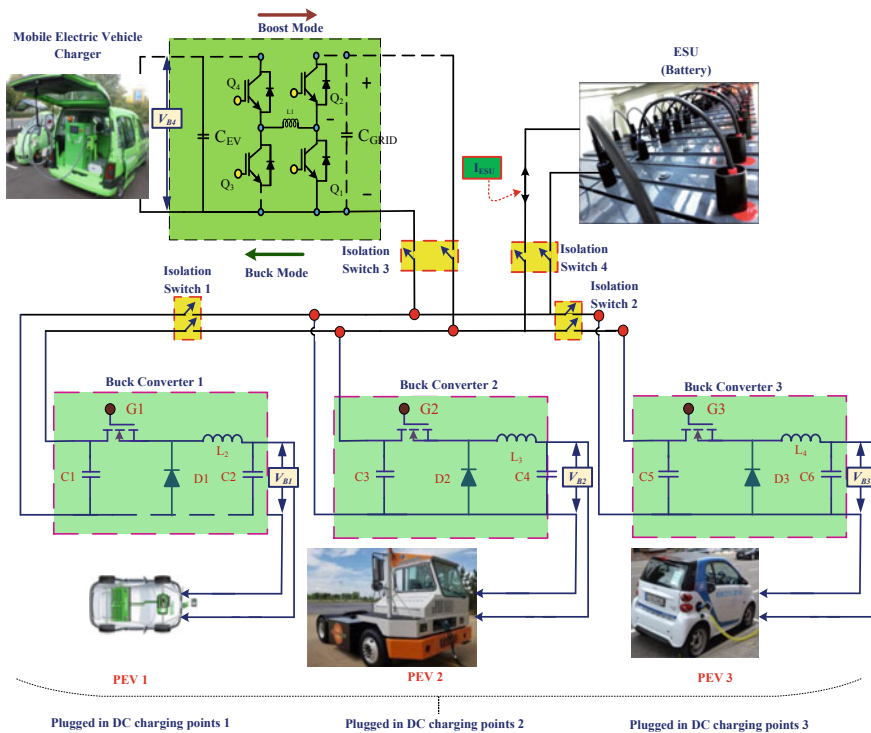 Boost Mode
Mobile Electric Vehicle
Charger
ESU
(Battery)
Q4
Q2
L1
VB4
CEV
CGRID
+
−
−
Q3
Q1
IESU
Buck Mode
Isolation
Switch 3
Isolation
Switch 4
Isolation
Switch 1
Isolation
Switch 2
Buck Converter 1
Buck Converter 2
Buck Converter 3
G1
G2
G3
L2
L3
L4
C1
D1
C2
VB1
C3
D2
C4
VB2
C5
D3
C6
VB3
PEV 1
PEV 2
PEV 3
Plugged in DC charging points 1
Plugged in DC charging points 2
Plugged in DC charging points 3